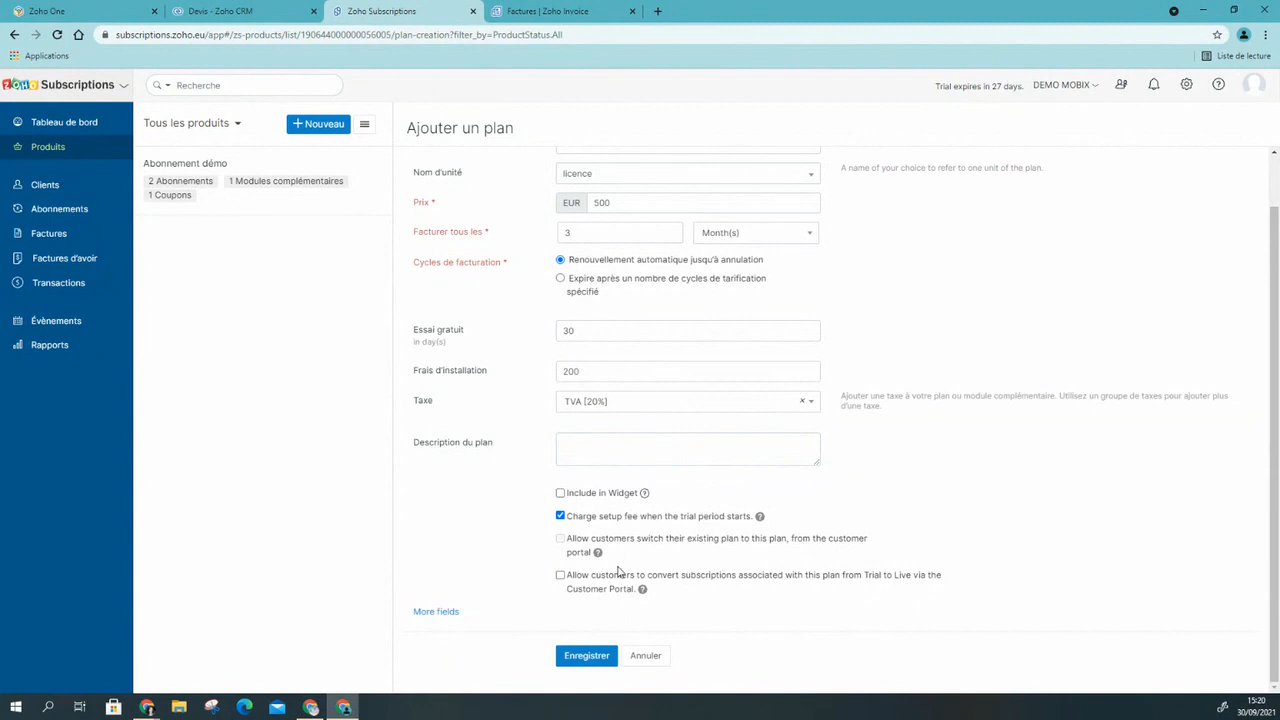 Zoho One
Devis - Zoho CRM
Zoho Subscriptions
Factures | Zoho Invoice
subscriptions.zoho.eu/app#/zs-products/list/190644000000056005/plan-creation?filter_by=ProductStatus.All
Applications
Liste de lecture
ZOHO Subscriptions
Recherche
Trial expires in 27 days.
DEMO MOBIX
Tableau de bord
Produits
Clients
Abonnements
Factures
Factures d'avoir
Transactions
Évènements
Rapports
Tous les produits
+ Nouveau
Abonnement démo
2 Abonnements
1 Modules complémentaires
1 Coupons
Ajouter un plan
Nom d'unité
licence
A name of your choice to refer to one unit of the plan.
Prix *
EUR
500
Facturer tous les *
3
Month(s)
Cycles de facturation *
Renouvellement automatique jusqu'à annulation
Expire après un nombre de cycles de tarification
spécifié
Essai gratuit
in day(s)
30
Frais d'installation
200
Taxe
TVA [20%]
Ajouter une taxe à votre plan ou module complémentaire. Utilisez un groupe de taxes pour ajouter plus
d'une taxe.
Description du plan
Include in Widget
Charge setup fee when the trial period starts.
Allow customers switch their existing plan to this plan, from the customer
portal
Allow customers to convert subscriptions associated with this plan from Trial to Live via the
Customer Portal.
More fields
Enregistrer
Annuler
15:20
30/09/2021